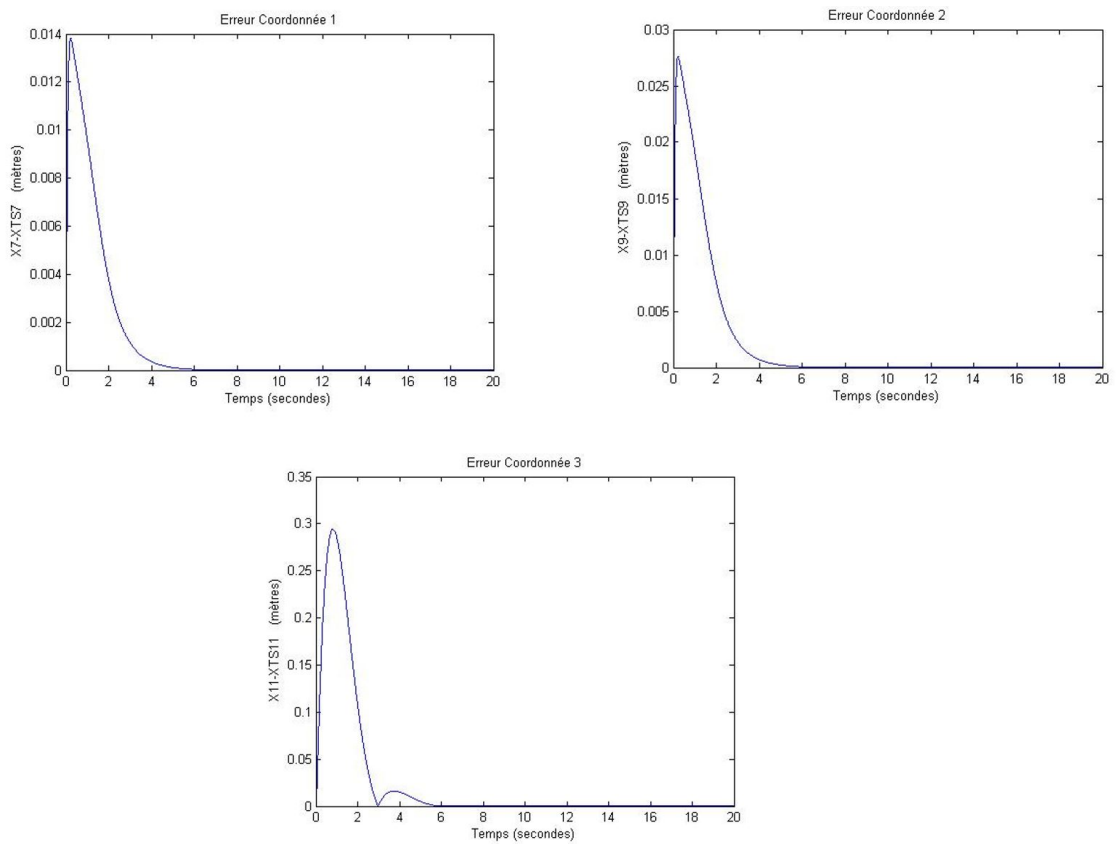 Erreur Coordonnée 1
0.014
0.012
0.01
0.008
0.006
0.004
0.002
0
X7-XTS7 (mètres)
0 2 4 6 8 10 12 14 16 18 20
Temps (secondes)
Erreur Coordonnée 2
0.03
0.025
0.02
0.015
0.01
0.005
0
X9-XTS9 (mètres)
0 2 4 6 8 10 12 14 16 18 20
Temps (secondes)
Erreur Coordonnée 3
0.35
0.3
0.25
0.2
0.15
0.1
0.05
0
X11-XTS11 (mètres)
0 2 4 6 8 10 12 14 16 18 20
Temps (secondes)